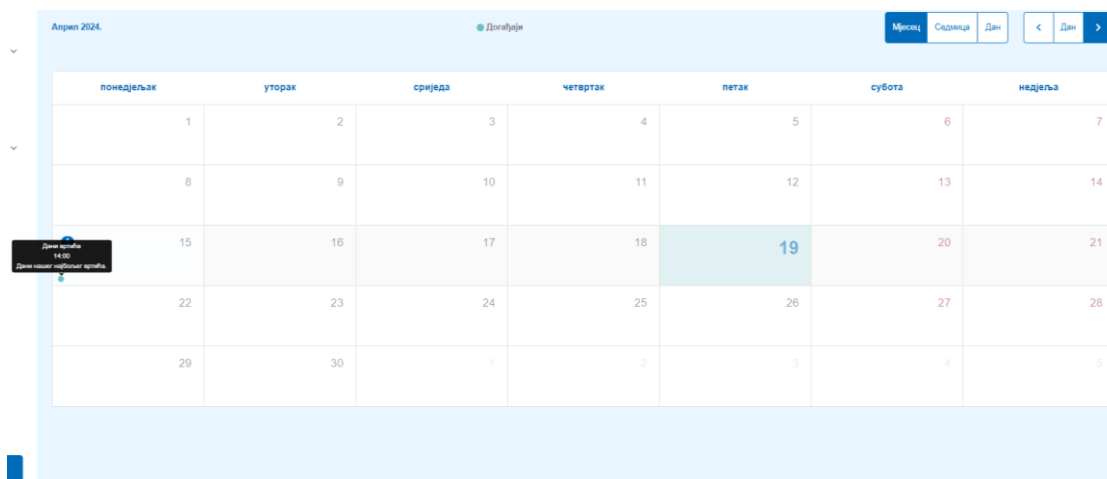 Април 2024.
Догађаји
Мјесец Седмица Дан
Дан
понедјељак уторак сриједа четвртак петак субота недјеља
1 2 3 4 5 6 7
8 9 10 11 12 13 14
15 16 17 18 19 20 21
Дани вртића
14:00
Дани нашег најбољег вртића.
22 23 24 25 26 27 28
29 30 1 2 3 4 5